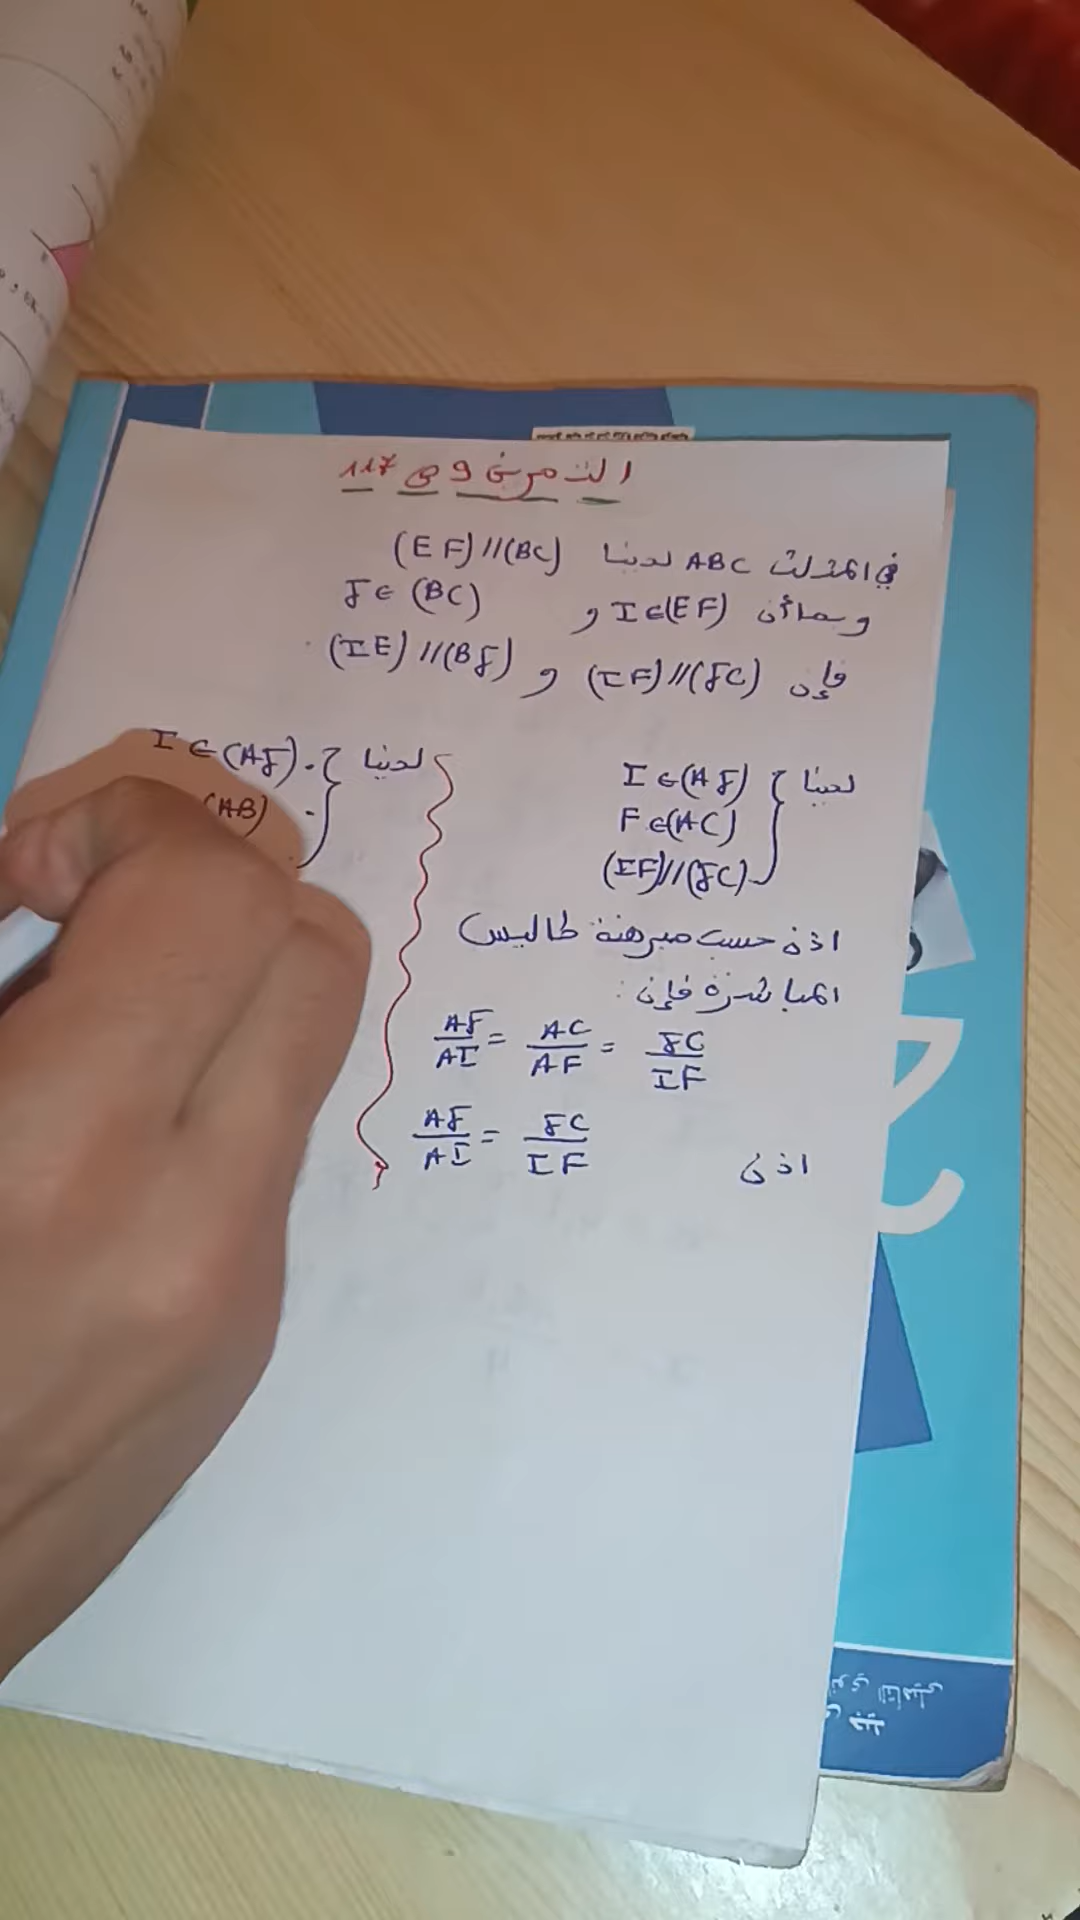 التمرين 9 ص 117
في المثلث ABC لدينا (EF)//(BC)
وبما أن I∈(EF) و J∈(BC)
فإن (IF)//(JC) و (IE)//(BJ)
لدينا I∈(AJ)
F∈(AC)
(IF)//(JC)
اذن حسب مبرهنة طاليس
المباشرة فإن :
AJ/AI = AC/AF = JC/IF
اذن AJ/AI = JC/IF
لدينا I∈(AJ)
(AB)